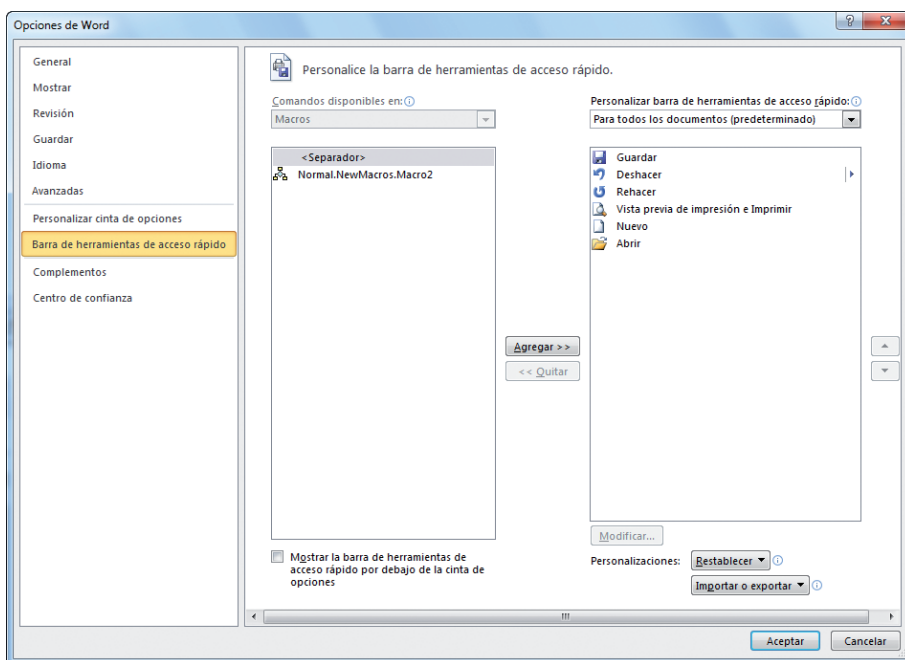 Opciones de Word
General
Mostrar
Revisión
Guardar
Idioma
Avanzadas
Personalizar cinta de opciones
Barra de herramientas de acceso rápido
Complementos
Centro de confianza
Personalice la barra de herramientas de acceso rápido.
Comandos disponibles en:
Macros
<Separador>
Normal.NewMacros.Macro2
Agregar >>
<< Quitar
Mostrar la barra de herramientas de
acceso rápido por debajo de la cinta de
opciones
Personalizar barra de herramientas de acceso rápido:
Para todos los documentos (predeterminado)
Guardar
Deshacer
Rehacer
Vista previa de impresión e Imprimir
Nuevo
Abrir
Modificar...
Personalizaciones: Restablecer
Importar o exportar
Aceptar Cancelar